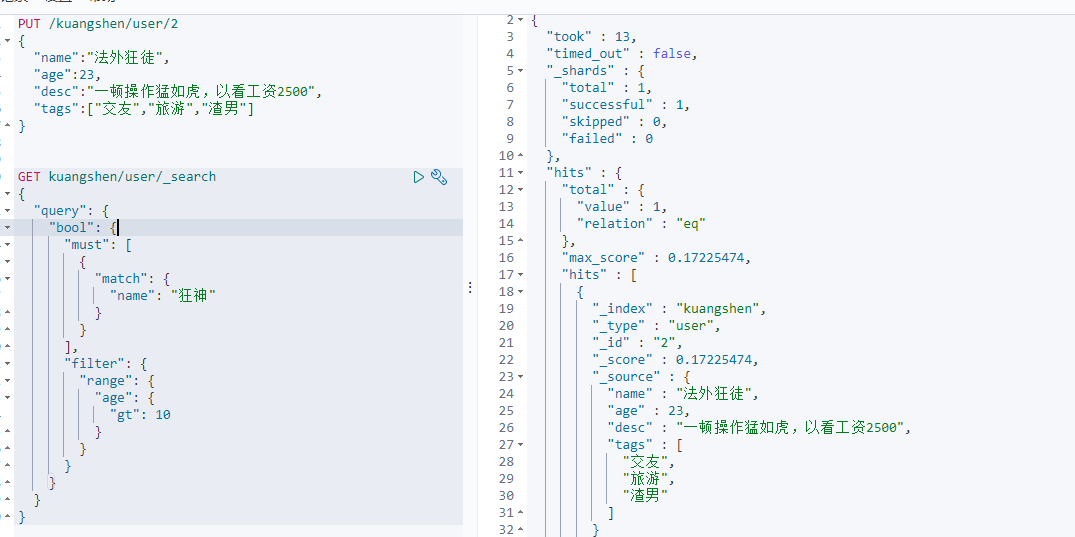 PUT /kuangshen/user/2
{
"name":"法外狂徒",
"age":23,
"desc":"一顿操作猛如虎，以看工资2500",
"tags":["交友","旅游","渣男"]
}
GET kuangshen/user/_search
{
"query": {
"bool": {
"must": [
{
"match": {
"name": "狂神"
}
}
],
"filter": {
"range": {
"age": {
"gt": 10
}
}
}
}
}
}
2 {
3 "took" : 13,
4 "timed_out" : false,
5 "_shards" : {
6 "total" : 1,
7 "successful" : 1,
8 "skipped" : 0,
9 "failed" : 0
10 },
11 "hits" : {
12 "total" : {
13 "value" : 1,
14 "relation" : "eq"
15 },
16 "max_score" : 0.17225474,
17 "hits" : [
18 {
19 "_index" : "kuangshen",
20 "_type" : "user",
21 "_id" : "2",
22 "_score" : 0.17225474,
23 "_source" : {
24 "name" : "法外狂徒",
25 "age" : 23,
26 "desc" : "一顿操作猛如虎，以看工资2500",
27 "tags" : [
28 "交友",
29 "旅游",
30 "渣男"
31 ]
32 }